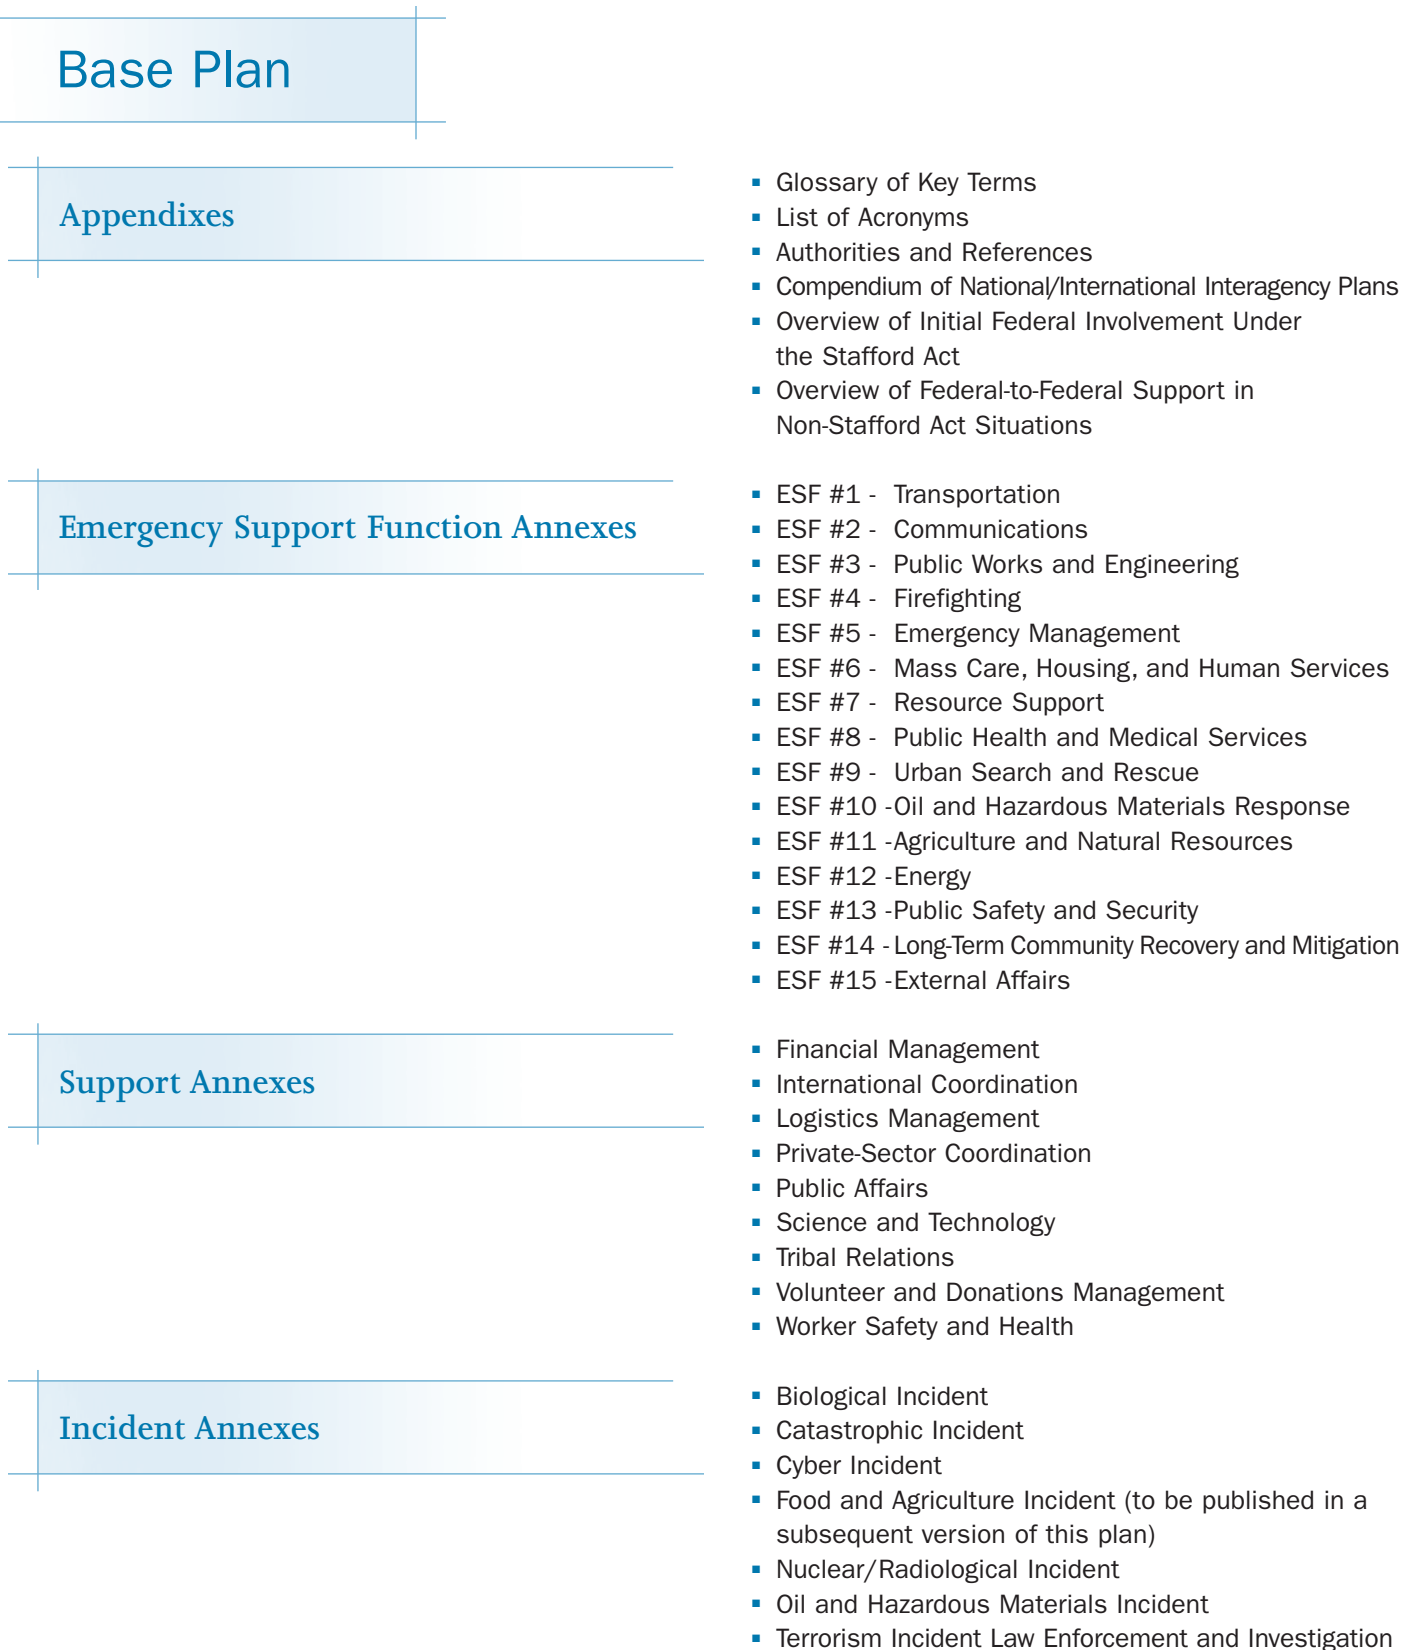 Base Plan
Appendixes
▪ Glossary of Key Terms
▪ List of Acronyms
▪ Authorities and References
▪ Compendium of National/International Interagency Plans
▪ Overview of Initial Federal Involvement Under
the Stafford Act
▪ Overview of Federal-to-Federal Support in
Non-Stafford Act Situations
Emergency Support Function Annexes
▪ ESF #1 - Transportation
▪ ESF #2 - Communications
▪ ESF #3 - Public Works and Engineering
▪ ESF #4 - Firefighting
▪ ESF #5 - Emergency Management
▪ ESF #6 - Mass Care, Housing, and Human Services
▪ ESF #7 - Resource Support
▪ ESF #8 - Public Health and Medical Services
▪ ESF #9 - Urban Search and Rescue
▪ ESF #10 -Oil and Hazardous Materials Response
▪ ESF #11 -Agriculture and Natural Resources
▪ ESF #12 -Energy
▪ ESF #13 -Public Safety and Security
▪ ESF #14 -Long-Term Community Recovery and Mitigation
▪ ESF #15 -External Affairs
Support Annexes
▪ Financial Management
▪ International Coordination
▪ Logistics Management
▪ Private-Sector Coordination
▪ Public Affairs
▪ Science and Technology
▪ Tribal Relations
▪ Volunteer and Donations Management
▪ Worker Safety and Health
Incident Annexes
▪ Biological Incident
▪ Catastrophic Incident
▪ Cyber Incident
▪ Food and Agriculture Incident (to be published in a
subsequent version of this plan)
▪ Nuclear/Radiological Incident
▪ Oil and Hazardous Materials Incident
▪ Terrorism Incident Law Enforcement and Investigation